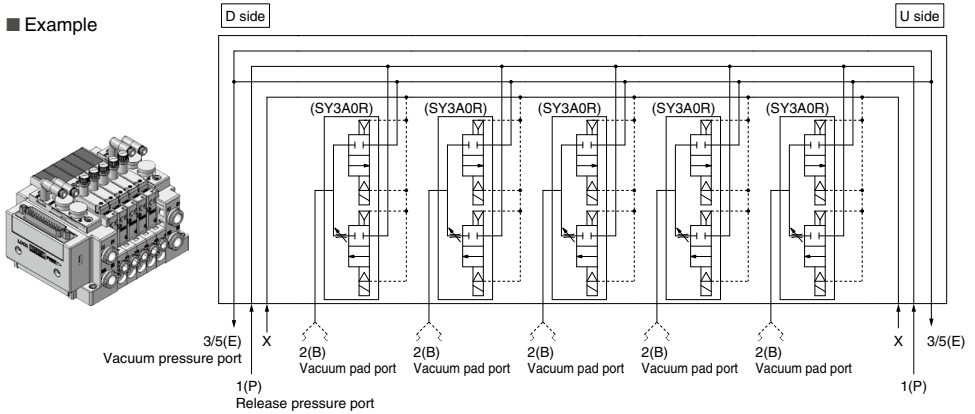 ■ Example
D side
U side
(SY3A0R) (SY3A0R) (SY3A0R) (SY3A0R) (SY3A0R)
3/5(E)
Vacuum pressure port
X
2(B)
Vacuum pad port
2(B)
Vacuum pad port
2(B)
Vacuum pad port
2(B)
Vacuum pad port
2(B)
Vacuum pad port
X
3/5(E)
1(P)
Release pressure port
1(P)